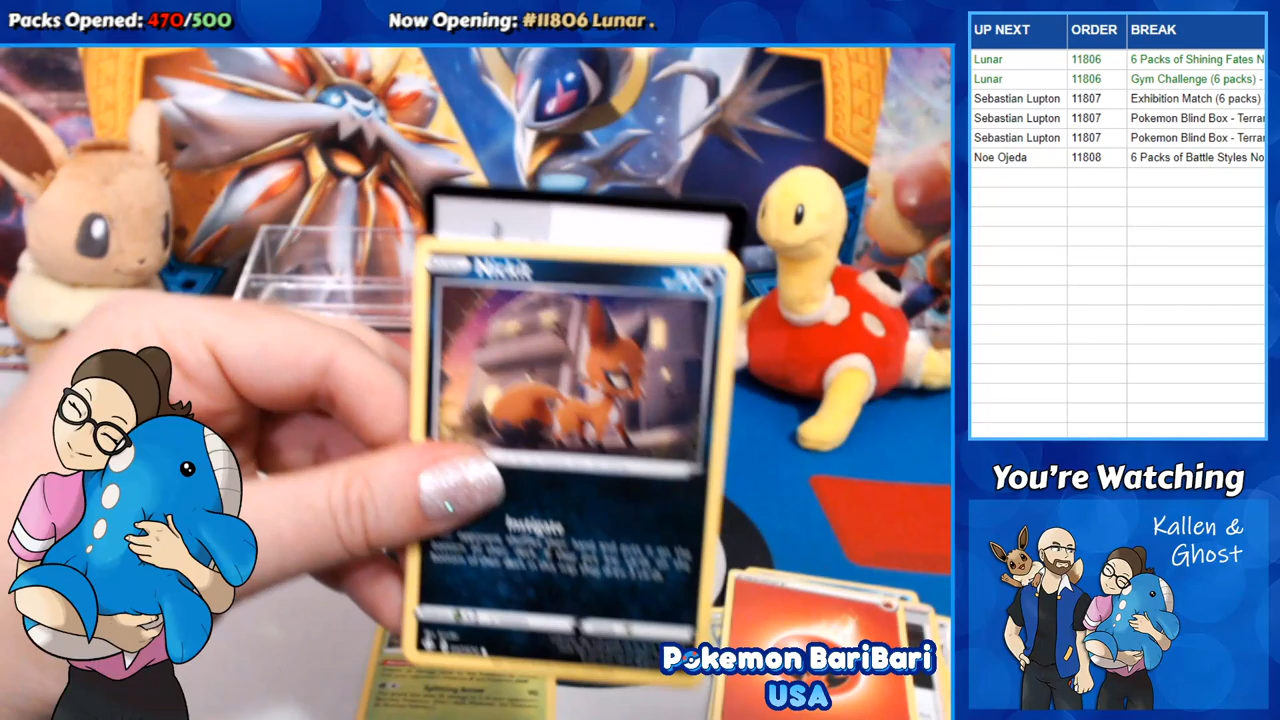 Packs Opened: 470/500
Now Opening: #11806 Lunar .
UP NEXT ORDER BREAK
Lunar 11806 6 Packs of Shining Fates N
Lunar 11806 Gym Challenge (6 packs) -
Sebastian Lupton 11807 Exhibition Match (6 packs)
Sebastian Lupton 11807 Pokemon Blind Box - Terra
Sebastian Lupton 11807 Pokemon Blind Box - Terra
Noe Ojeda 11808 6 Packs of Battle Styles No
Nickit
You're Watching
Kallen &
Ghost
Pokemon BariBari
USA